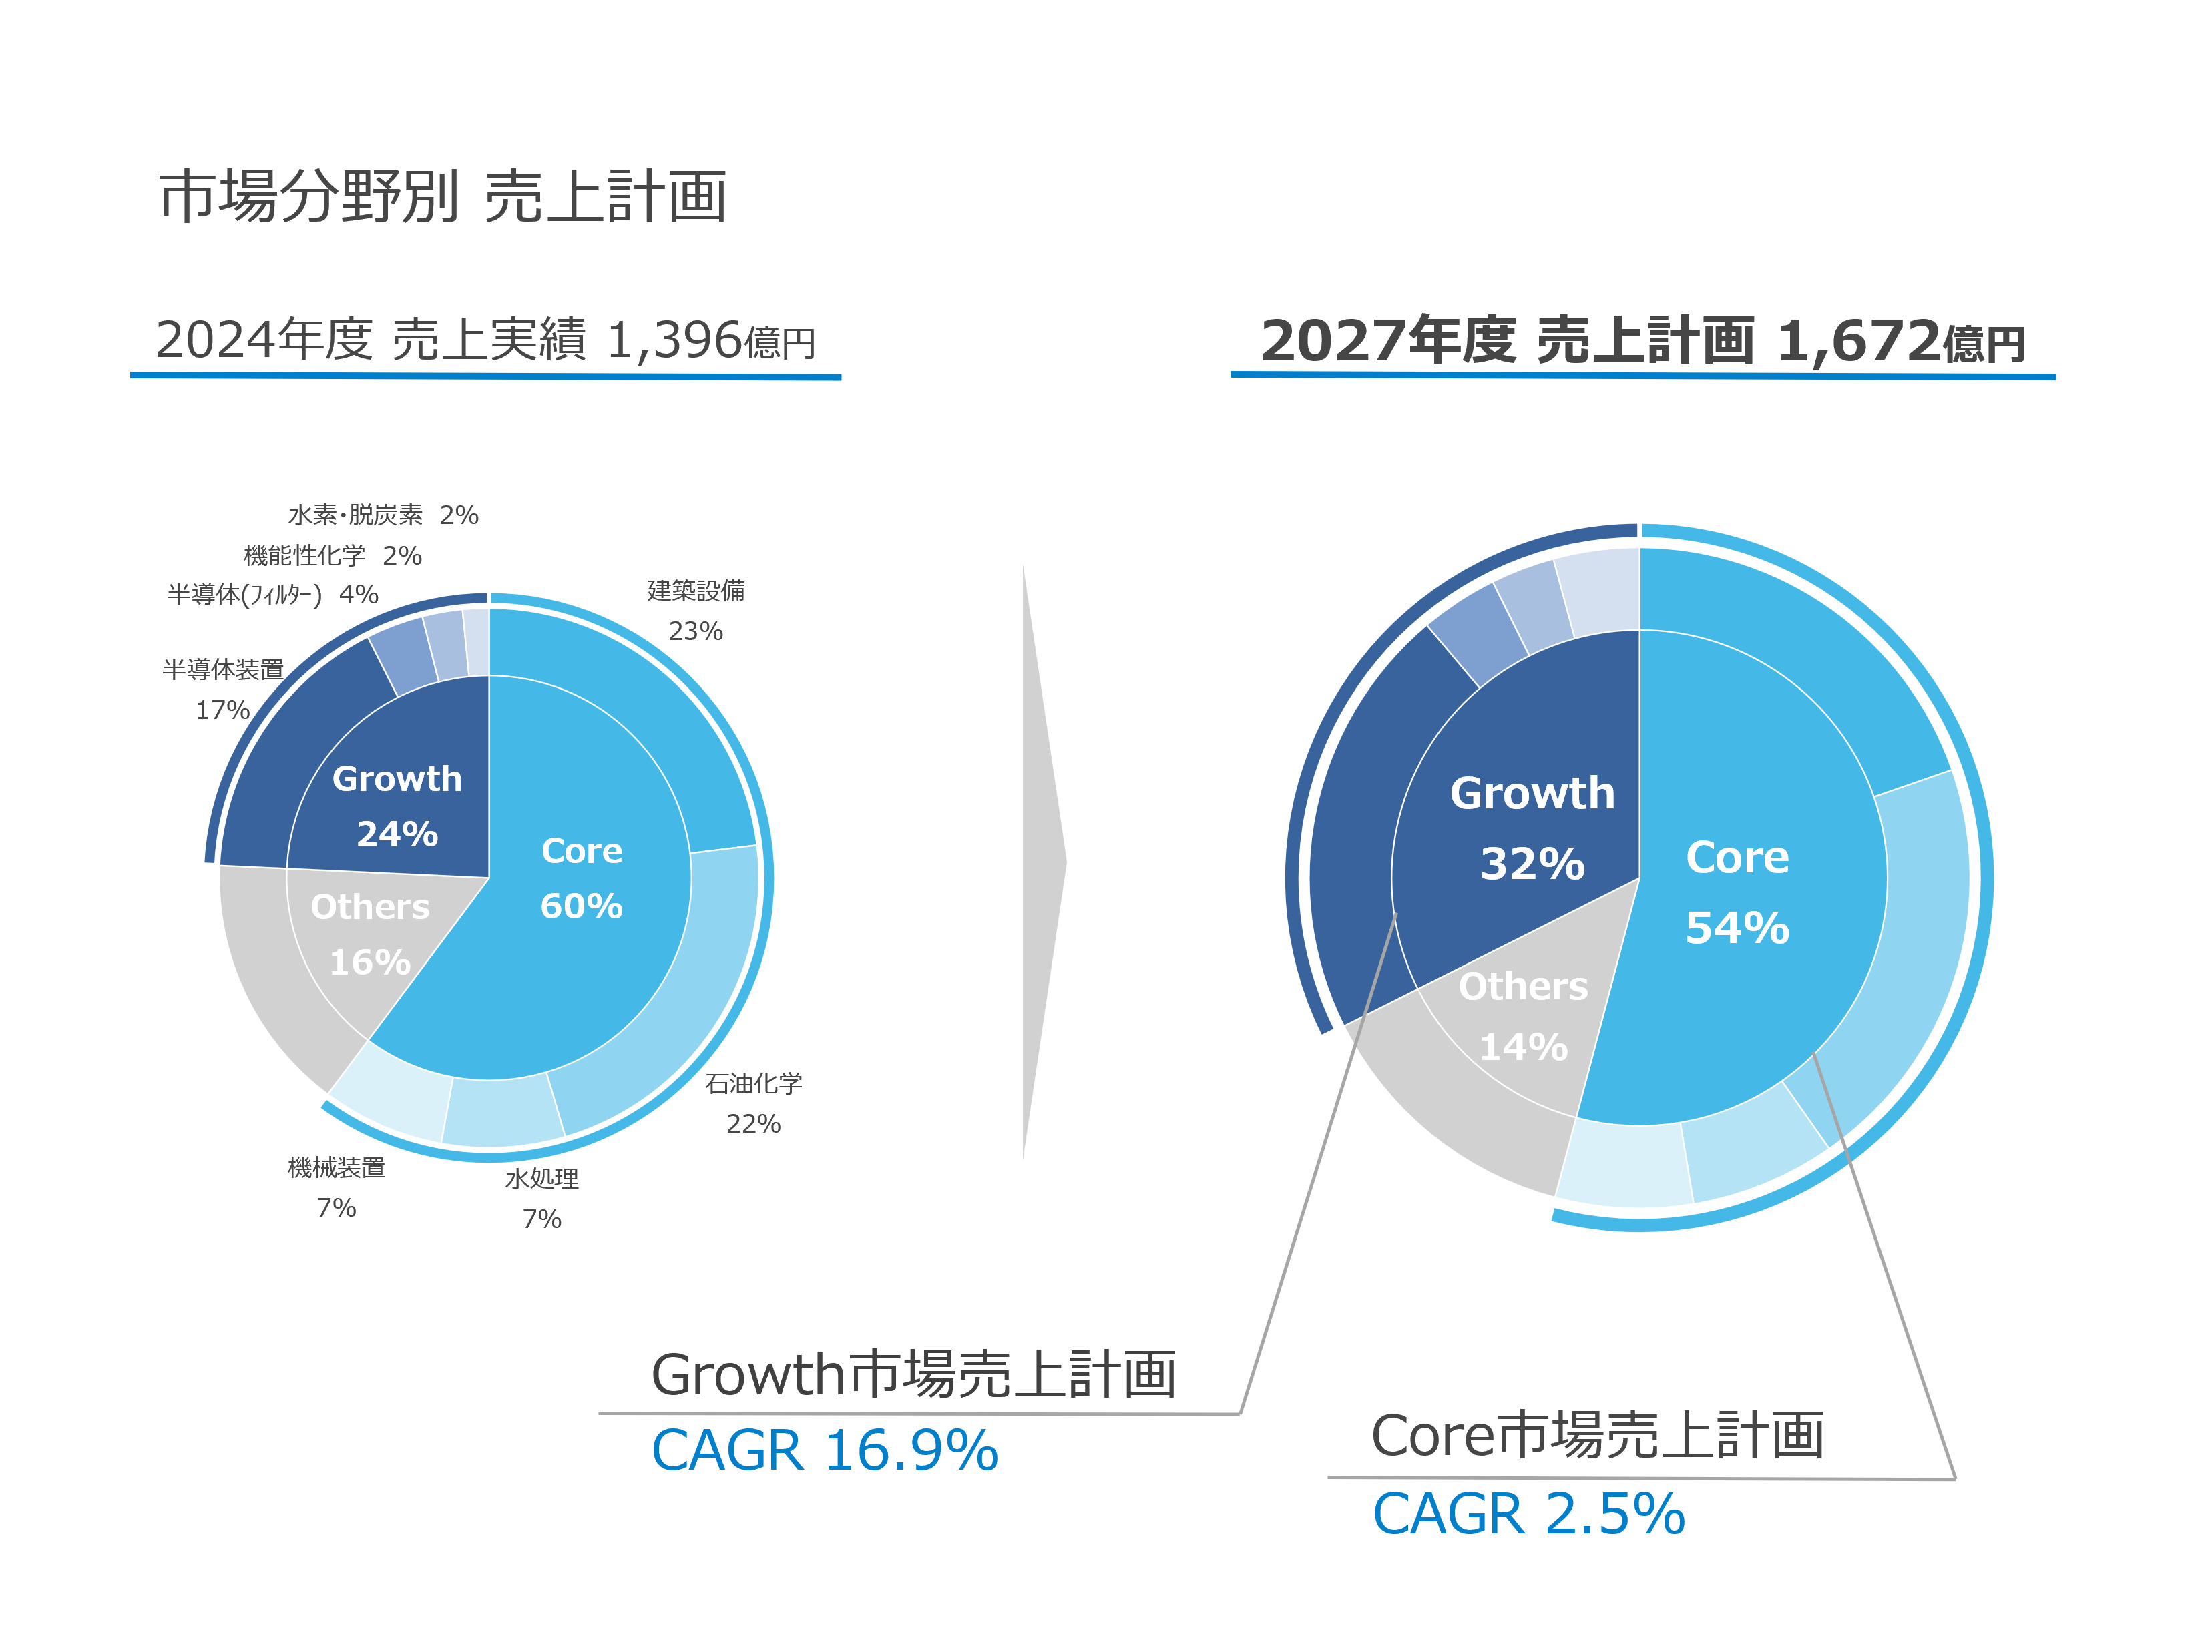 市場分野別 売上計画
2024年度 売上実績 1,396億円
2027年度 売上計画 1,672億円
水素・脱炭素 2%
機能性化学 2%
半導体(ﾌｨﾙﾀｰ) 4%
半導体装置
17%
建築設備
23%
Growth
24%
Core
60%
Others
16%
石油化学
22%
機械装置
7%
水処理
7%
Growth
32%
Core
54%
Others
14%
Growth市場売上計画
CAGR 16.9%
Core市場売上計画
CAGR 2.5%